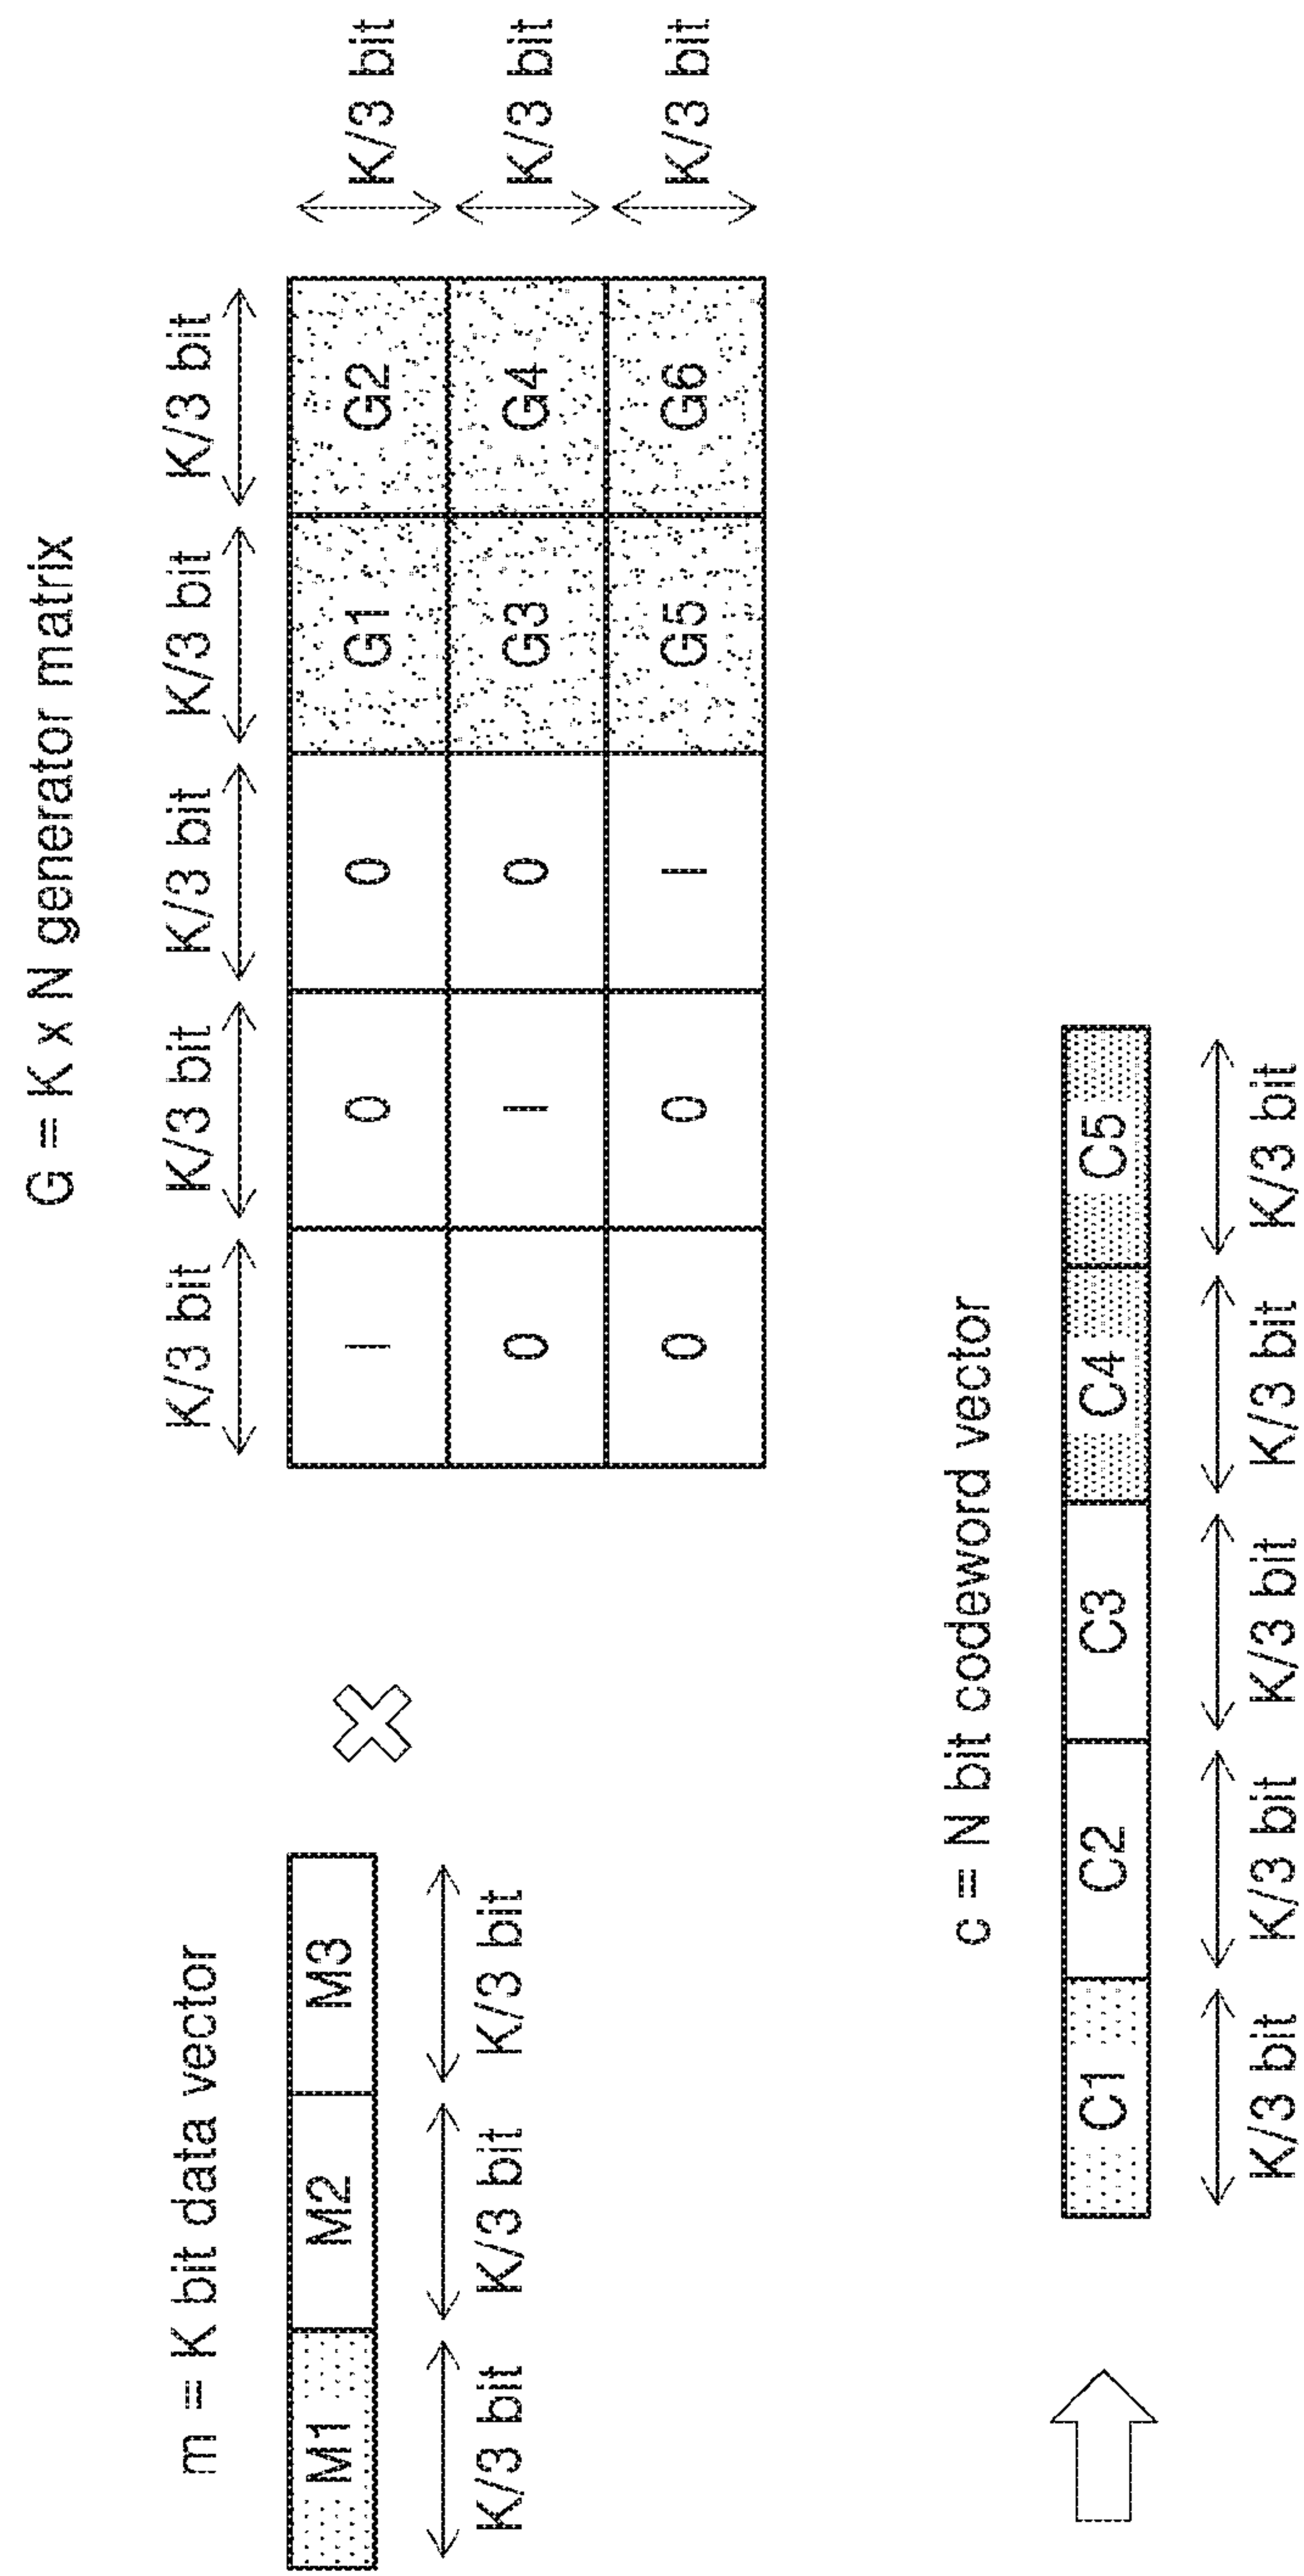 G = K x N generator matrix
K/3 bit K/3 bit K/3 bit K/3 bit K/3 bit
m = K bit data vector
M1 M2 M3
K/3 bit K/3 bit K/3 bit
I 0 0 G1 G2 K/3 bit
0 I 0 G3 G4 K/3 bit
0 0 I G5 G6 K/3 bit
c = N bit codeword vector
C1 C2 C3 C4 C5
K/3 bit K/3 bit K/3 bit K/3 bit K/3 bit